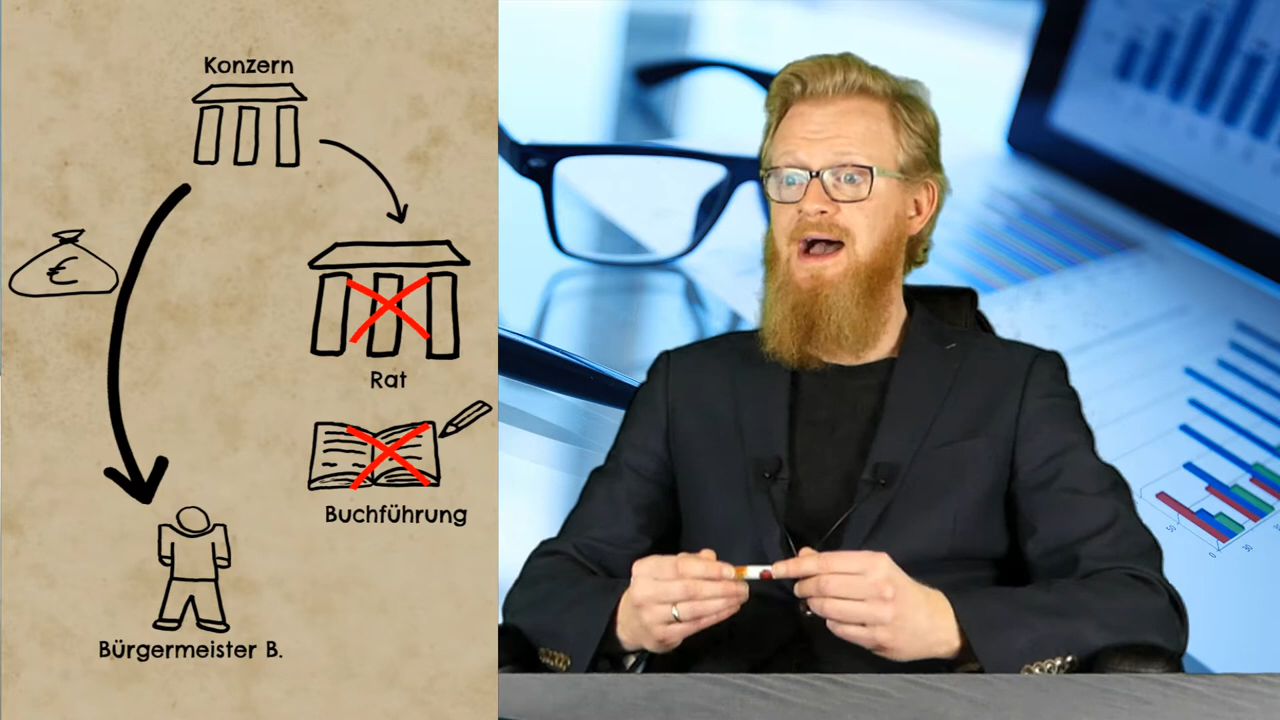 Konzern
€
Rat
Buchführung
Bürgermeister B.